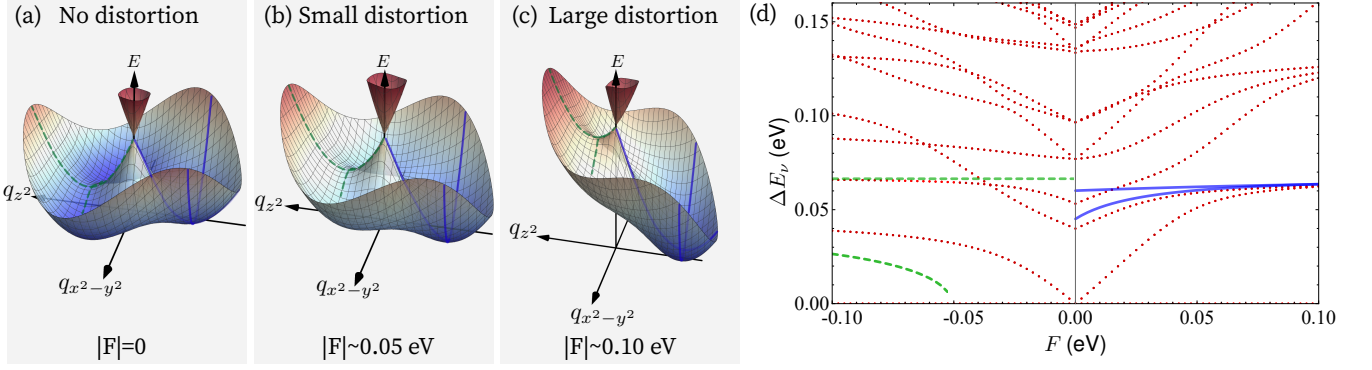 (a) No distortion
E
q_{z^2}
q_{x^2-y^2}
|F|=0
(b) Small distortion
E
q_{z^2}
q_{x^2-y^2}
|F|~0.05 eV
(c) Large distortion
E
q_{z^2}
q_{x^2-y^2}
|F|~0.10 eV
(d)
ΔE_ν (eV)
0.15
0.10
0.05
0.00
-0.10 -0.05 0.00 0.05 0.10
F (eV)